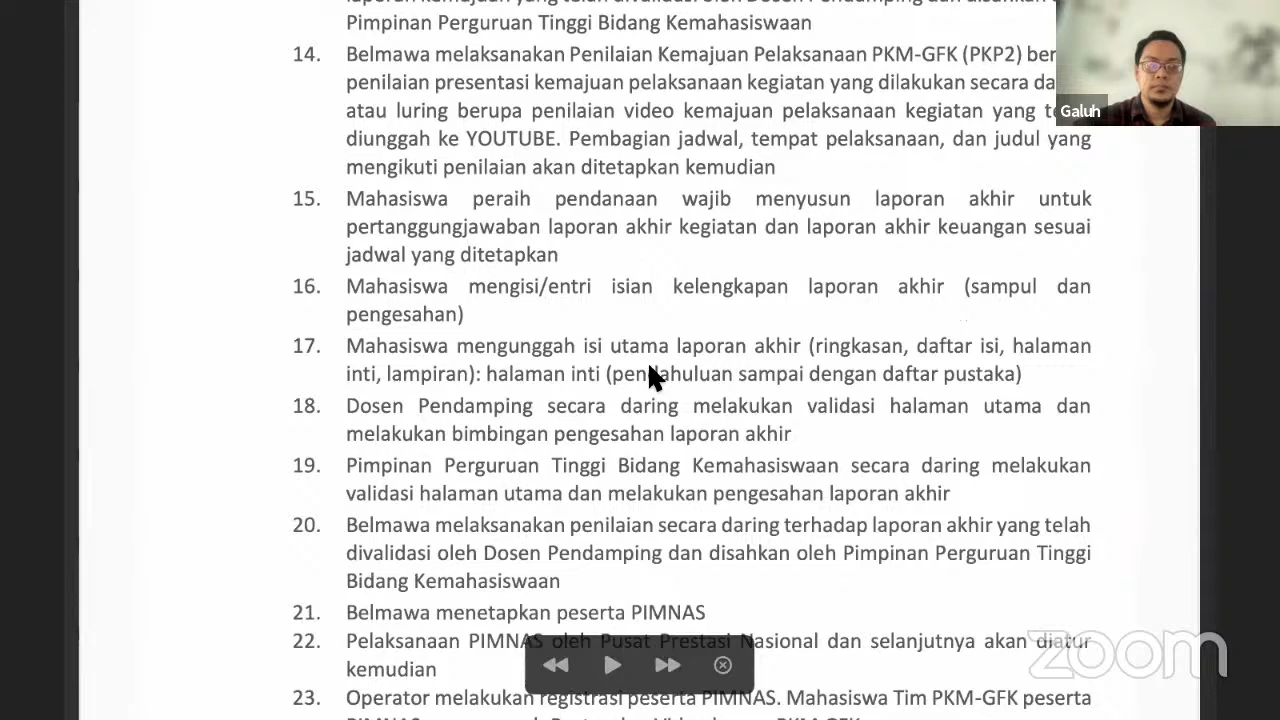 Pimpinan Perguruan Tinggi Bidang Kemahasiswaan
14. Belmawa melaksanakan Penilaian Kemajuan Pelaksanaan PKM-GFK (PKP2)
penilaian presentasi kemajuan pelaksanaan kegiatan yang dilakukan secara
atau luring berupa penilaian video kemajuan pelaksanaan kegiatan yang
diunggah ke YOUTUBE. Pembagian jadwal, tempat pelaksanaan, dan judul yang
mengikuti penilaian akan ditetapkan kemudian
15. Mahasiswa peraih pendanaan wajib menyusun laporan akhir untuk
pertanggungjawaban laporan akhir kegiatan dan laporan akhir keuangan sesuai
jadwal yang ditetapkan
16. Mahasiswa mengisi/entri isian kelengkapan laporan akhir (sampul dan
pengesahan)
17. Mahasiswa mengunggah isi utama laporan akhir (ringkasan, daftar isi, halaman
inti, lampiran): halaman inti (pendahuluan sampai dengan daftar pustaka)
18. Dosen Pendamping secara daring melakukan validasi halaman utama dan
melakukan bimbingan pengesahan laporan akhir
19. Pimpinan Perguruan Tinggi Bidang Kemahasiswaan secara daring melakukan
validasi halaman utama dan melakukan pengesahan laporan akhir
20. Belmawa melaksanakan penilaian secara daring terhadap laporan akhir yang telah
divalidasi oleh Dosen Pendamping dan disahkan oleh Pimpinan Perguruan Tinggi
Bidang Kemahasiswaan
21. Belmawa menetapkan peserta PIMNAS
22. Pelaksanaan PIMNAS oleh Pusat Prestasi Nasional dan selanjutnya akan diatur
kemudian
23. Operator melakukan registrasi peserta PIMNAS. Mahasiswa Tim PKM-GFK peserta
Galuh
zoom